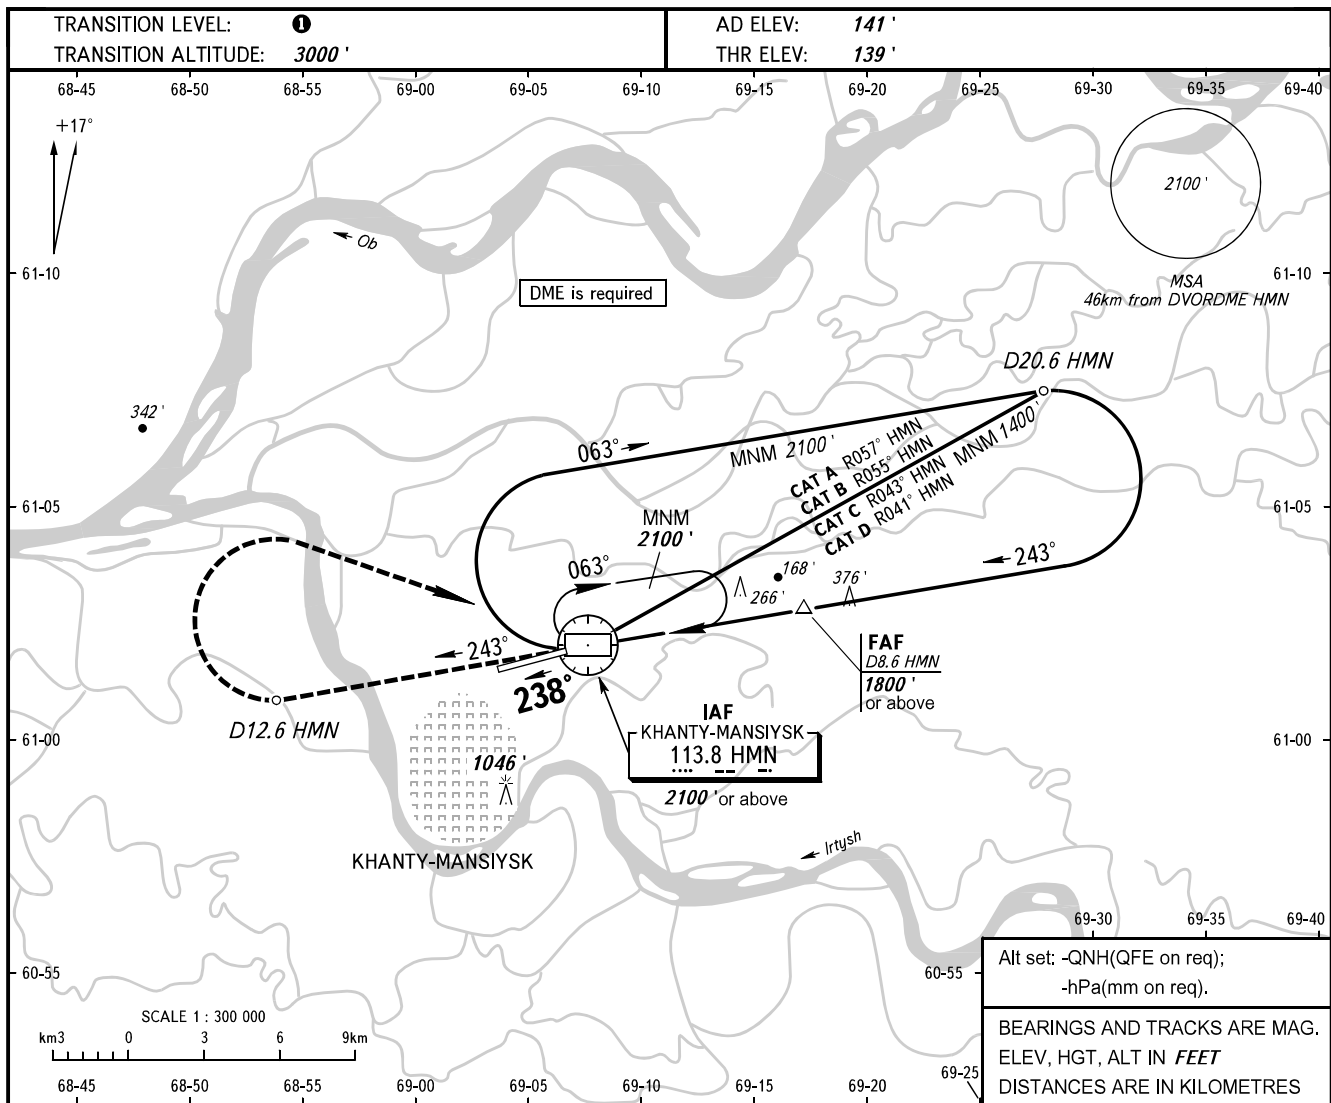 TRANSITION LEVEL: 1
TRANSITION ALTITUDE: 3000 '
AD ELEV: 141 '
THR ELEV: 139 '
68-45 68-50 68-55 69-00 69-05 69-10 69-15 69-20 69-25 69-30 69-35 69-40
+17°
2100 '
Ob
61-10
61-10
MSA
46km from DVORDME HMN
DME is required
D20.6 HMN
342 '
063°
MNM 2100'
CAT A R057° HMN
CAT B R055° HMN
CAT C R043° HMN
CAT D R041° HMN
MNM 1400'
61-05
61-05
MNM
2100 '
063°
243°
168'
266'
376'
243°
238°
FAF
D8.6 HMN
1800 '
or above
D12.6 HMN
IAF
KHANTY-MANSIYSK
113.8 HMN
2100 ' or above
61-00
61-00
1046 '
KHANTY-MANSIYSK
Irtysh
69-30 69-35 69-40
60-55
60-55
Alt set: -QNH(QFE on req);
-hPa(mm on req).
SCALE 1 : 300 000
km3 0 3 6 9km
BEARINGS AND TRACKS ARE MAG.
ELEV, HGT, ALT IN FEET
DISTANCES ARE IN KILOMETRES
68-45 68-50 68-55 69-00 69-05 69-10 69-15 69-20 69-25